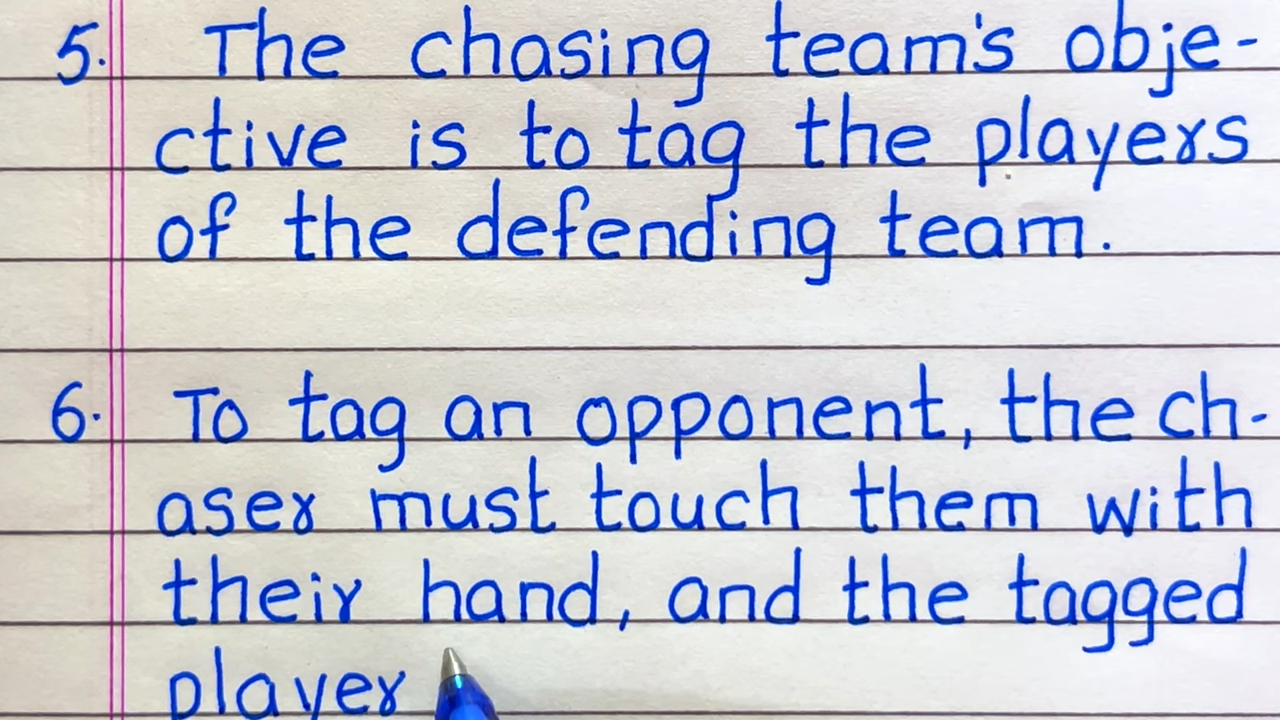 5. The chasing team's obje-
ctive is to tag the players
of the defending team.
6. To tag an opponent, the ch-
aser must touch them with
their hand, and the tagged
player